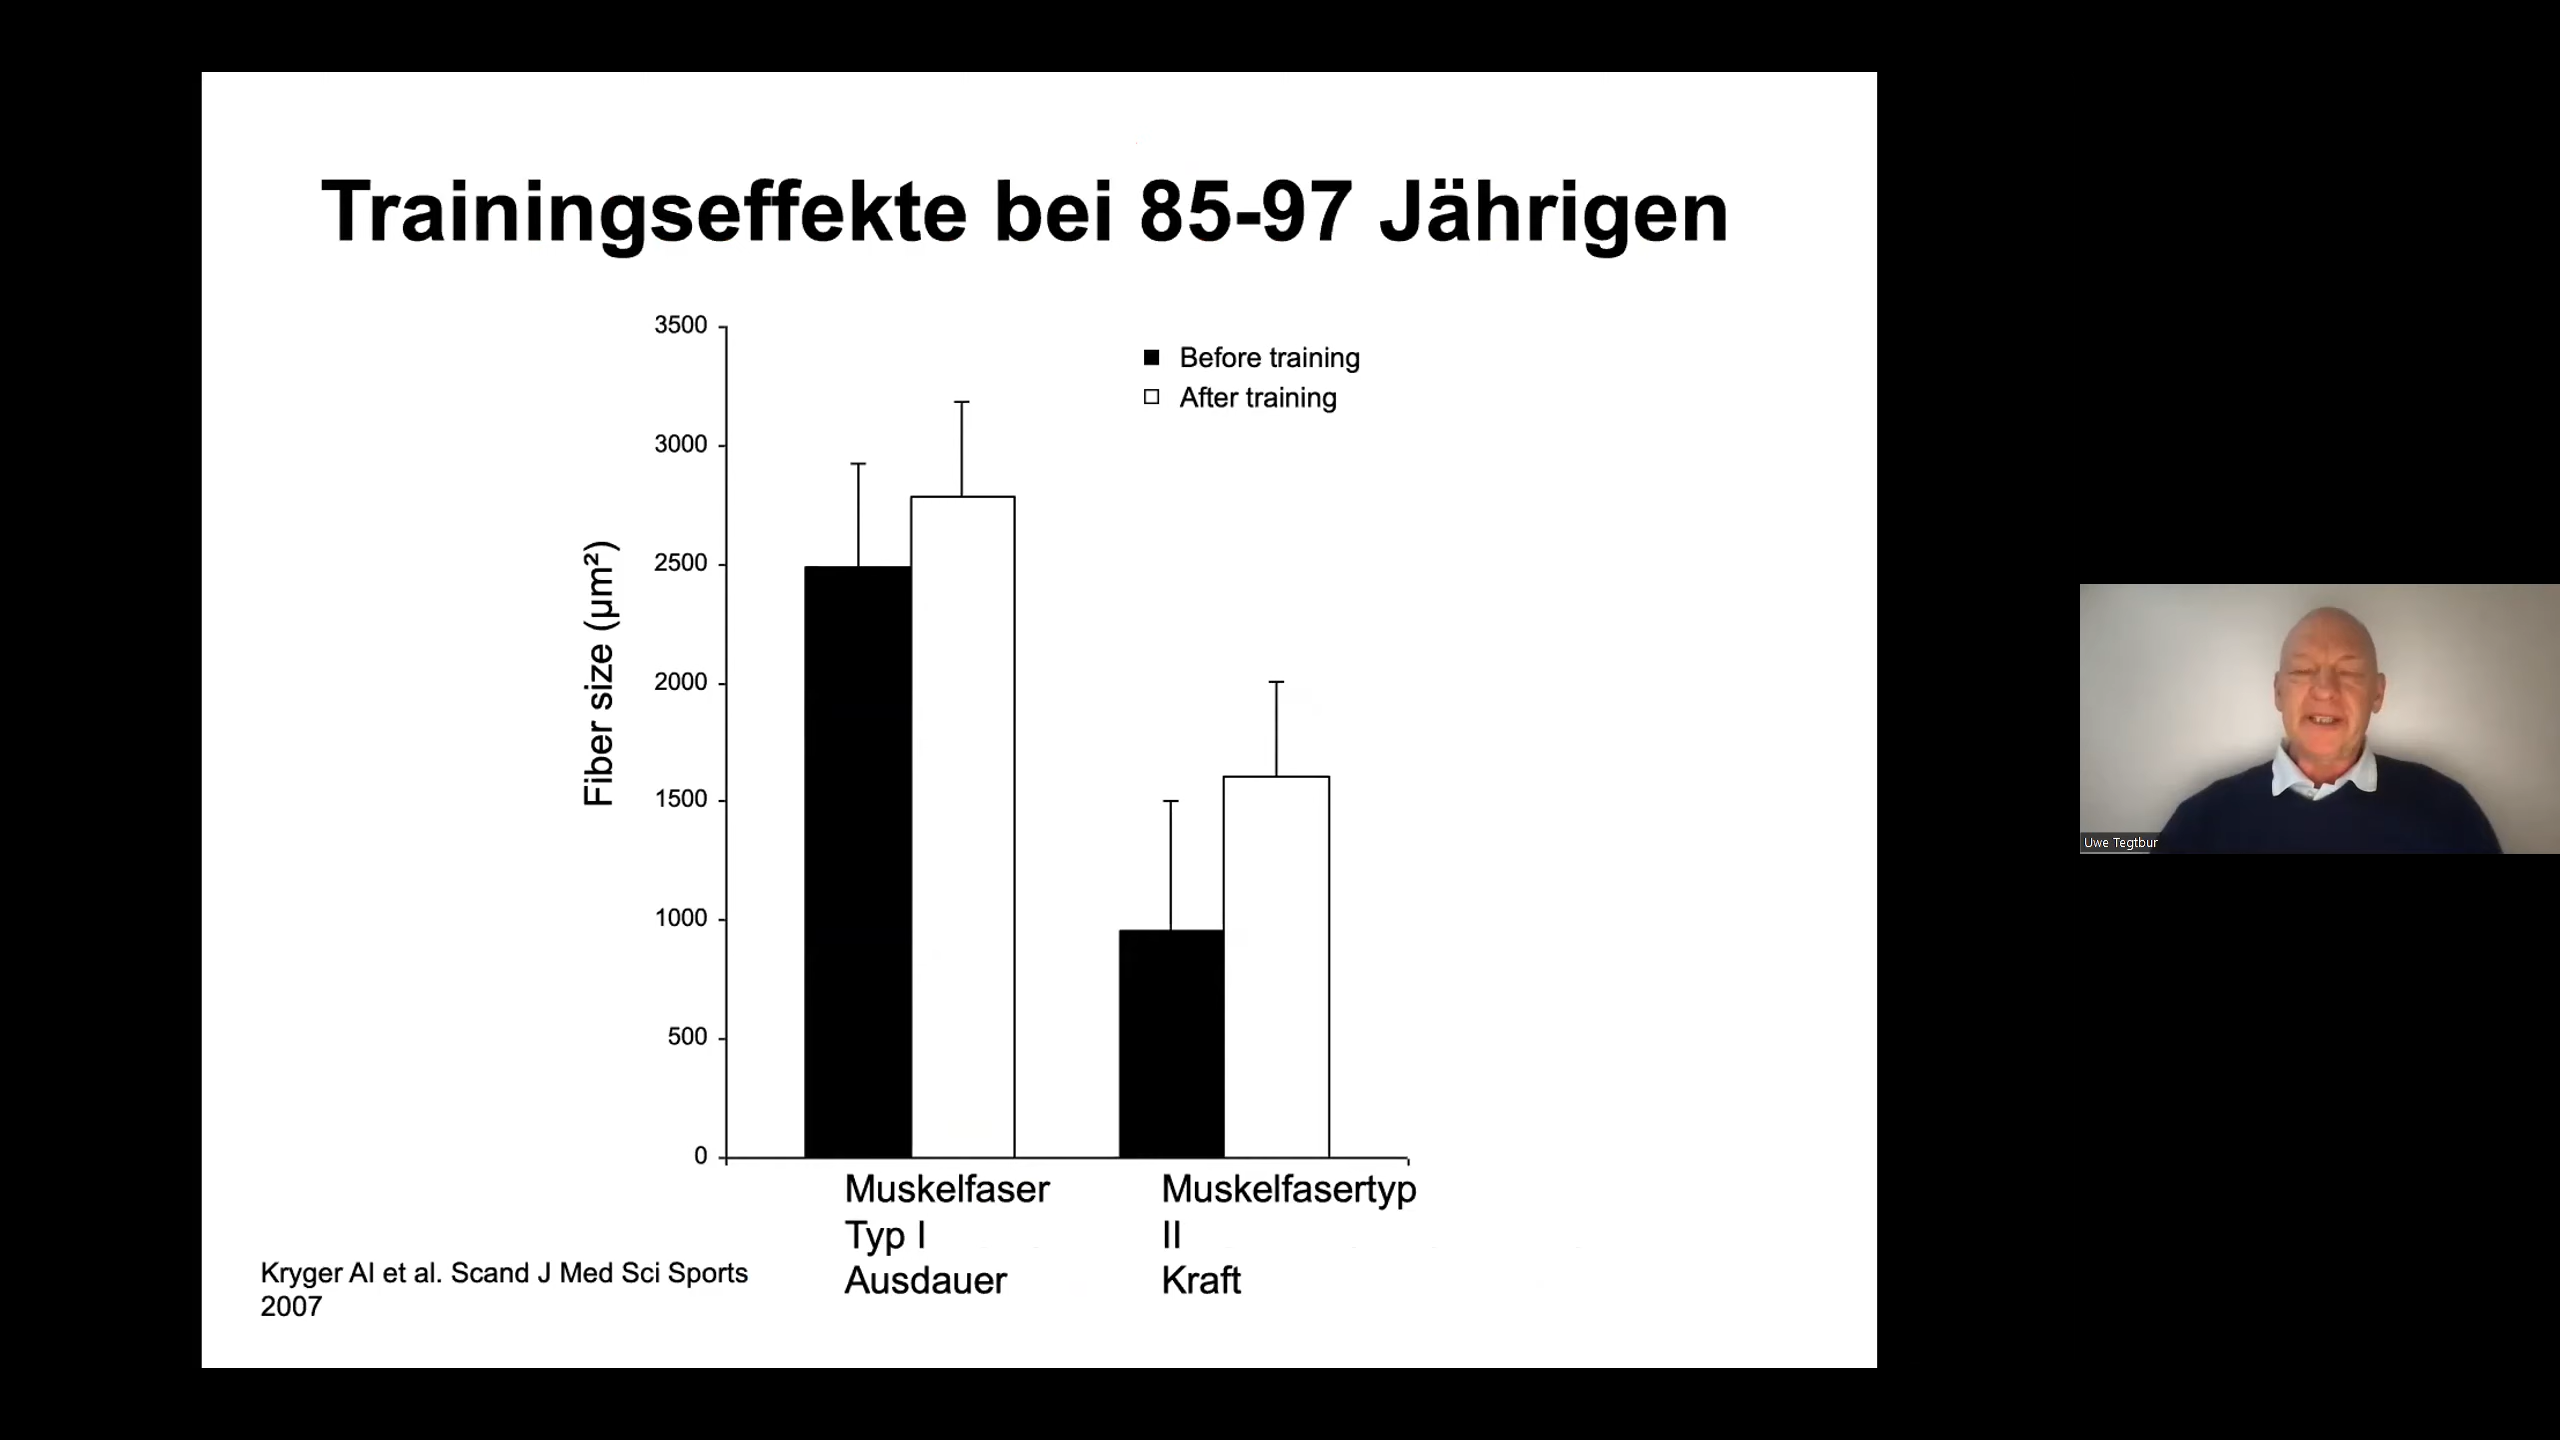 Trainingseffekte bei 85-97 Jährigen
3500
3000
2500
2000
1500
1000
500
0
Fiber size (µm²)
Before training
After training
Muskelfaser
Typ I
Ausdauer
Muskelfasertyp
II
Kraft
Kryger AI et al. Scand J Med Sci Sports
2007
Uwe Tegtbur